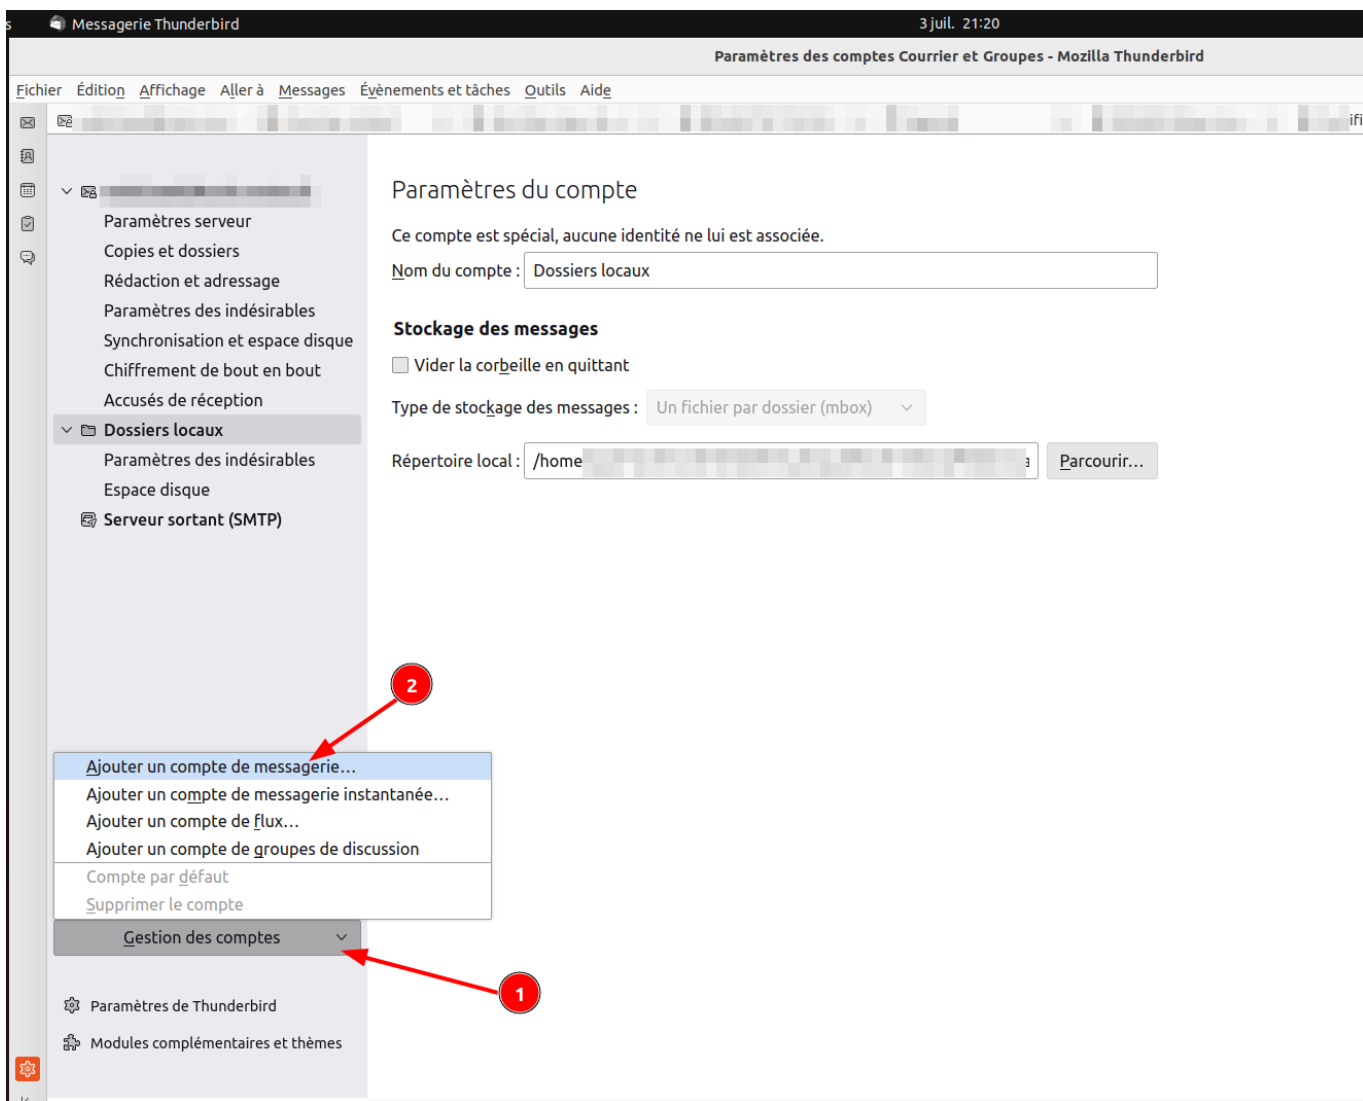 s Messagerie Thunderbird 3 juil. 21:20
Paramètres des comptes Courrier et Groupes - Mozilla Thunderbird
Fichier Édition Affichage Aller à Messages Évènements et tâches Outils Aide
ifi
Paramètres serveur
Copies et dossiers
Rédaction et adressage
Paramètres des indésirables
Synchronisation et espace disque
Chiffrement de bout en bout
Accusés de réception
Dossiers locaux
Paramètres des indésirables
Espace disque
Serveur sortant (SMTP)
Paramètres du compte
Ce compte est spécial, aucune identité ne lui est associée.
Nom du compte : Dossiers locaux
Stockage des messages
Vider la corbeille en quittant
Type de stockage des messages : Un fichier par dossier (mbox)
Répertoire local : /home Parcourir...
2
Ajouter un compte de messagerie...
Ajouter un compte de messagerie instantanée...
Ajouter un compte de flux...
Ajouter un compte de groupes de discussion
Compte par défaut
Supprimer le compte
Gestion des comptes
1
Paramètres de Thunderbird
Modules complémentaires et thèmes